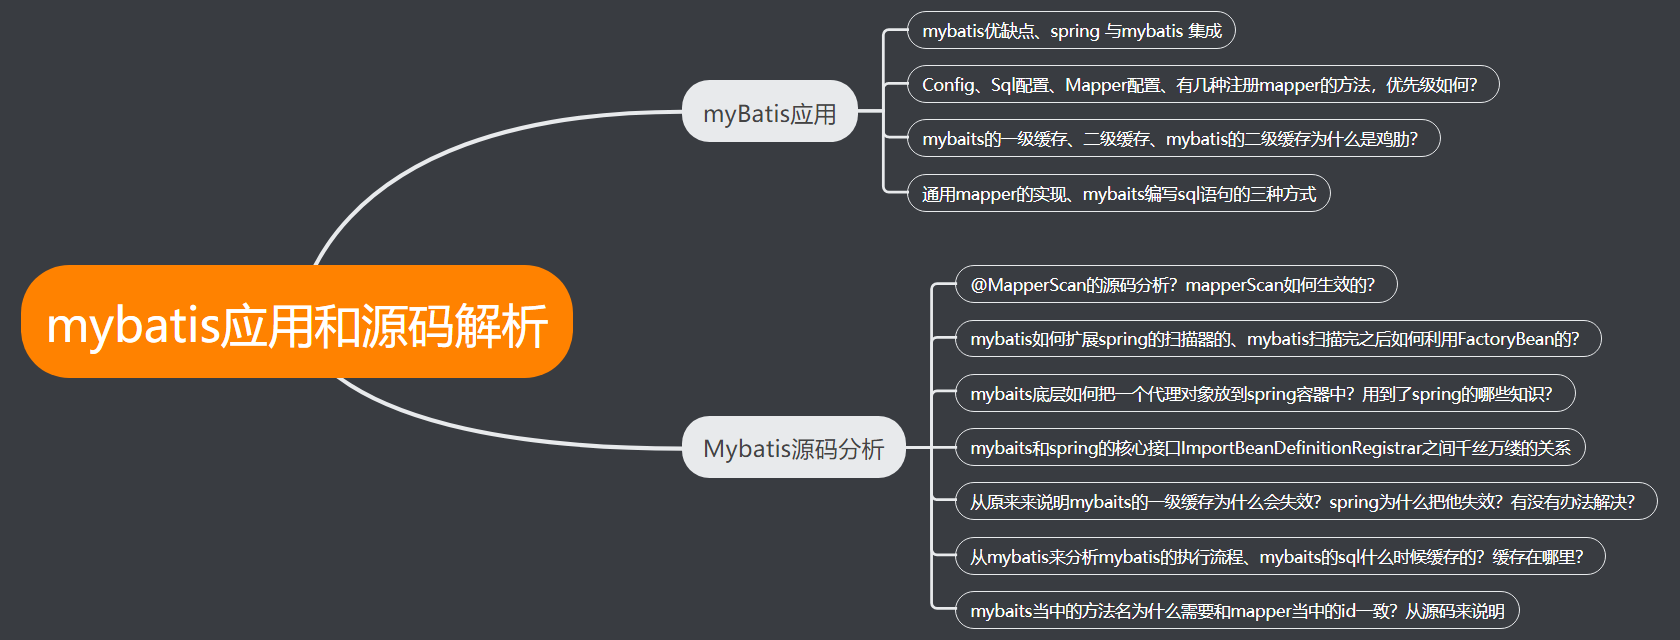 mybatis应用和源码解析
myBatis应用
mybatis优缺点、spring 与mybatis 集成
Config、Sql配置、Mapper配置、有几种注册mapper的方法，优先级如何？
mybaits的一级缓存、二级缓存、mybatis的二级缓存为什么是鸡肋？
通用mapper的实现、mybaits编写sql语句的三种方式
Mybatis源码分析
@MapperScan的源码分析？mapperScan如何生效的？
mybatis如何扩展spring的扫描器的、mybatis扫描完之后如何利用FactoryBean的？
mybaits底层如何把一个代理对象放到spring容器中？用到了spring的哪些知识？
mybaits和spring的核心接口ImportBeanDefinitionRegistrar之间千丝万缕的关系
从原来来说明mybaits的一级缓存为什么会失效？spring为什么把他失效？有没有办法解决？
从mybatis来分析mybatis的执行流程、mybaits的sql什么时候缓存的？缓存在哪里？
mybaits当中的方法名为什么需要和mapper当中的id一致？从源码来说明